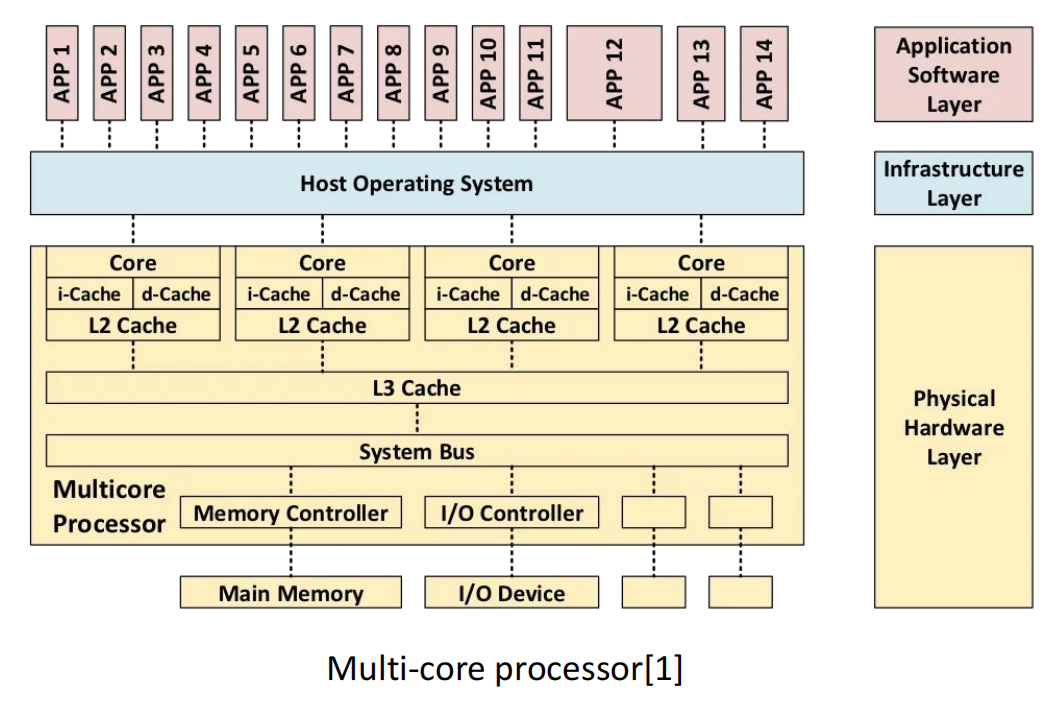 APP 1
APP 2
APP 3
APP 4
APP 5
APP 6
APP 7
APP 8
APP 9
APP 10
APP 11
APP 12
APP 13
APP 14
Application
Software
Layer
Host Operating System
Infrastructure
Layer
Core
Core
Core
Core
i-Cache
d-Cache
i-Cache
d-Cache
i-Cache
d-Cache
i-Cache
d-Cache
L2 Cache
L2 Cache
L2 Cache
L2 Cache
L3 Cache
System Bus
Multicore
Processor
Memory Controller
I/O Controller
Main Memory
I/O Device
Physical
Hardware
Layer
Multi-core processor[1]